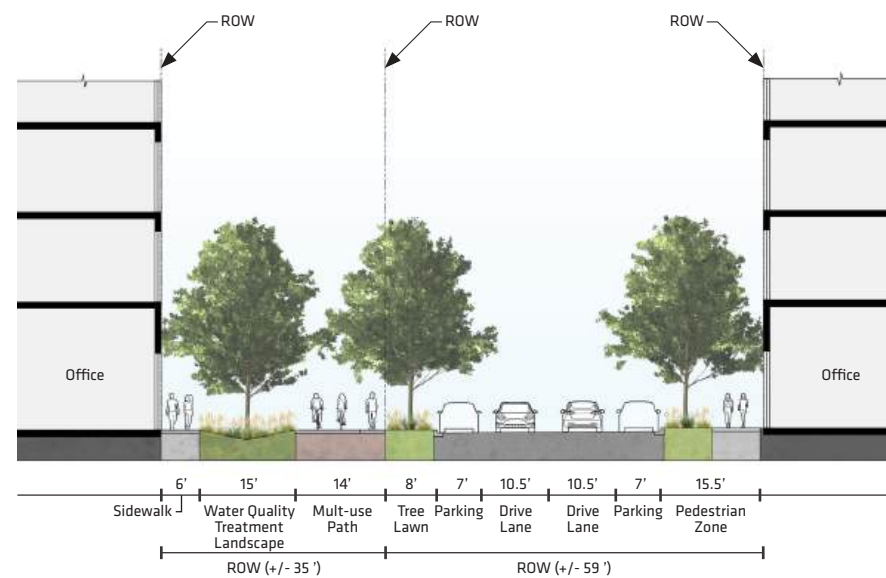 ROW
ROW
ROW
Office
Office
6’
15’
14’
8’
7’
10.5’
10.5’
7’
15.5’
Sidewalk
Water Quality
Treatment
Landscape
Mult-use
Path
Tree
Lawn
Parking
Drive
Lane
Drive
Lane
Parking
Pedestrian
Zone
ROW (+/- 35 ’)
ROW (+/- 59 ’)